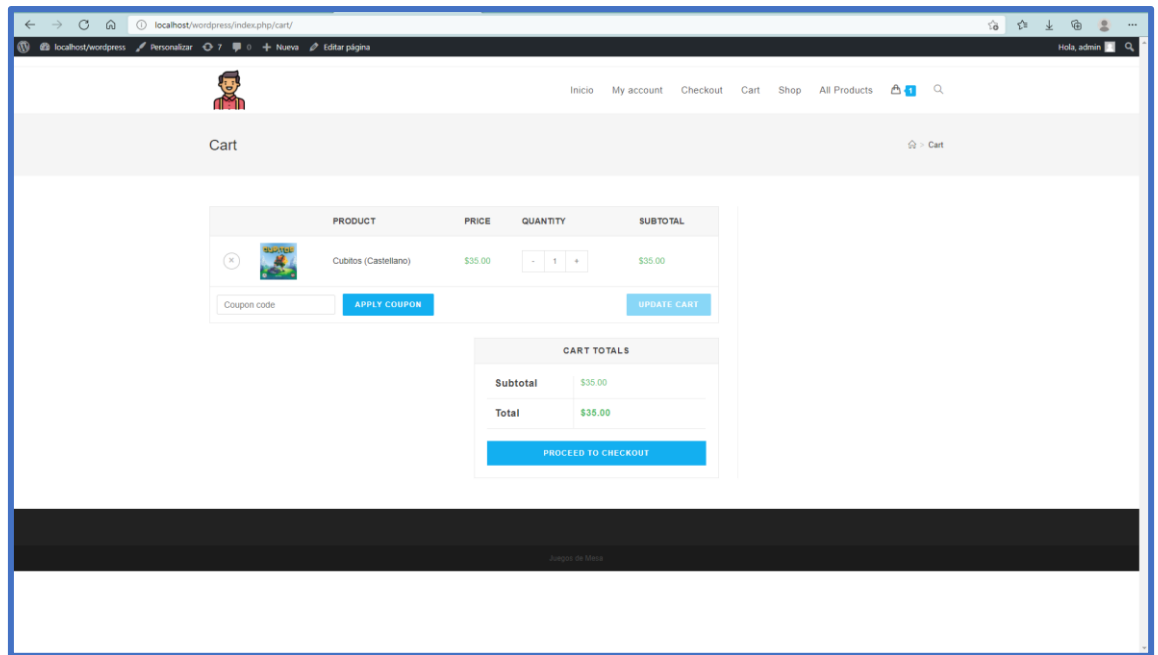 localhost/wordpress/index.php/cart/
localhost/wordpress Personalizar 7 0 + Nueva Editar página Hola, admin
Inicio My account Checkout Cart Shop All Products 1
Cart > Cart
PRODUCT PRICE QUANTITY SUBTOTAL
Cubitos (Castellano) $35.00 - 1 + $35.00
Coupon code APPLY COUPON UPDATE CART
CART TOTALS
Subtotal $35.00
Total $35.00
PROCEED TO CHECKOUT
Juegos de Mesa